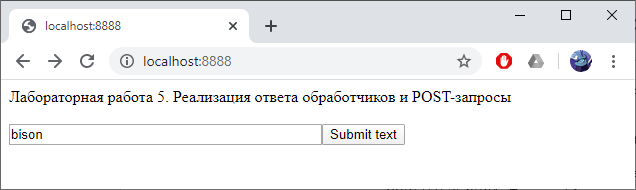 localhost:8888
localhost:8888
Лабораторная работа 5. Реализация ответа обработчиков и POST-запросы
bison Submit text